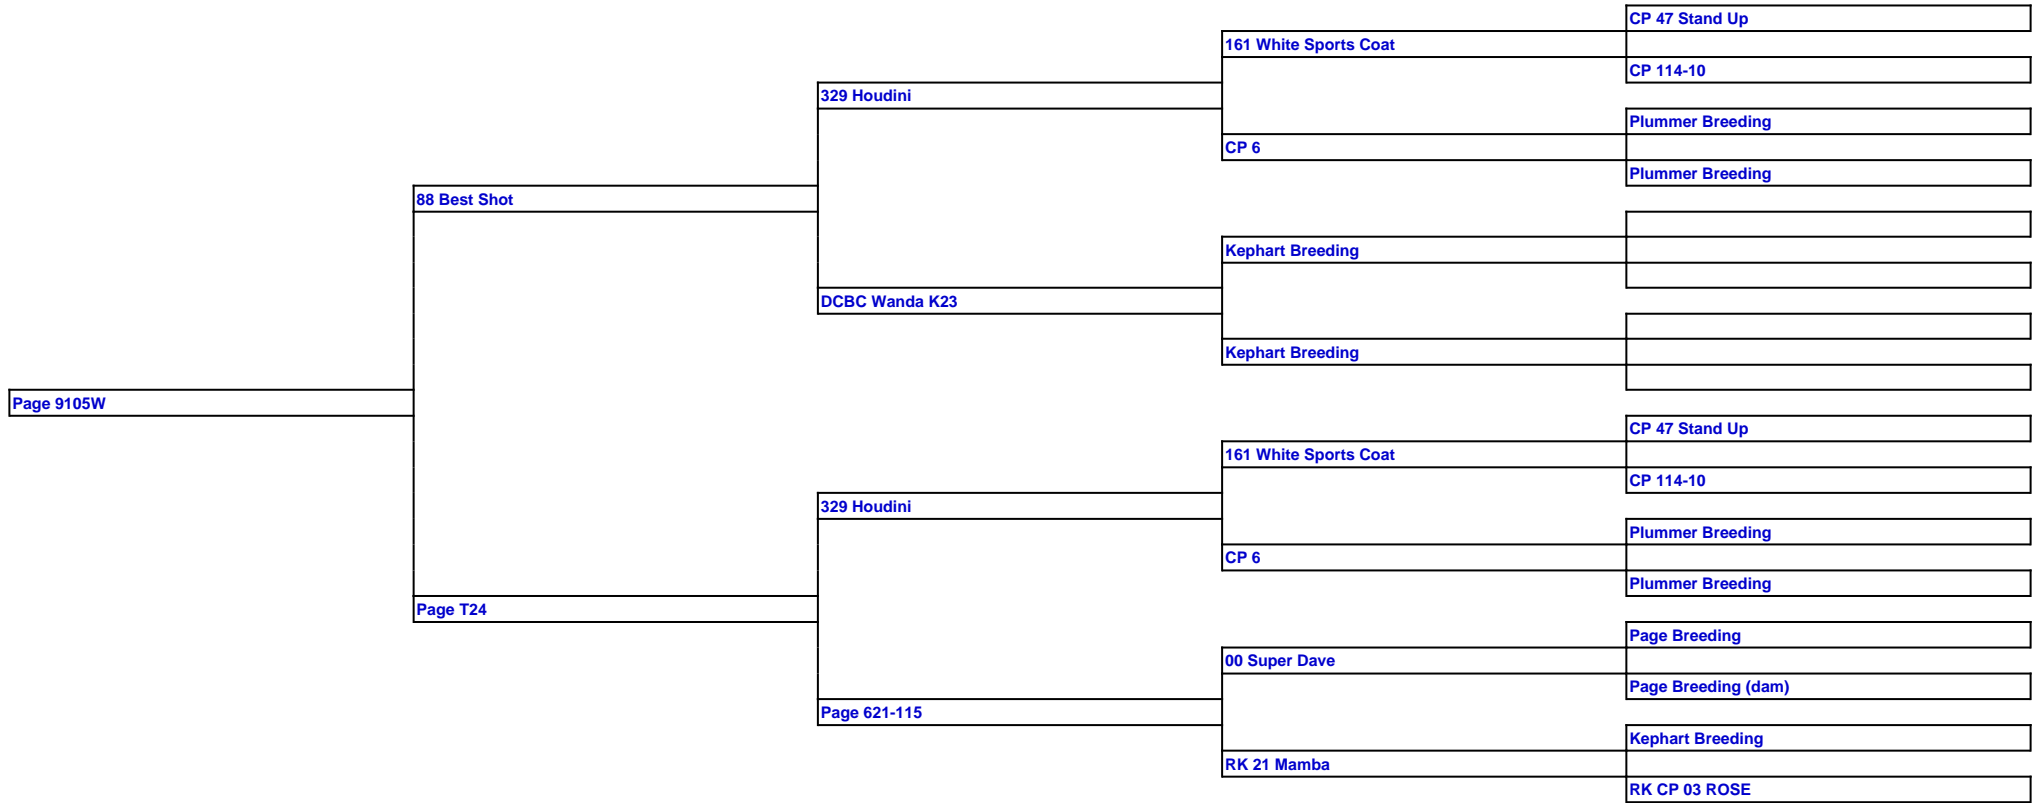 CP 47 Stand Up
161 White Sports Coat
CP 114-10
329 Houdini
Plummer Breeding
CP 6
Plummer Breeding
88 Best Shot
Kephart Breeding
DCBC Wanda K23
Kephart Breeding
Page 9105W
CP 47 Stand Up
161 White Sports Coat
CP 114-10
329 Houdini
Plummer Breeding
CP 6
Plummer Breeding
Page T24
Page Breeding
00 Super Dave
Page Breeding (dam)
Page 621-115
Kephart Breeding
RK 21 Mamba
RK CP 03 ROSE